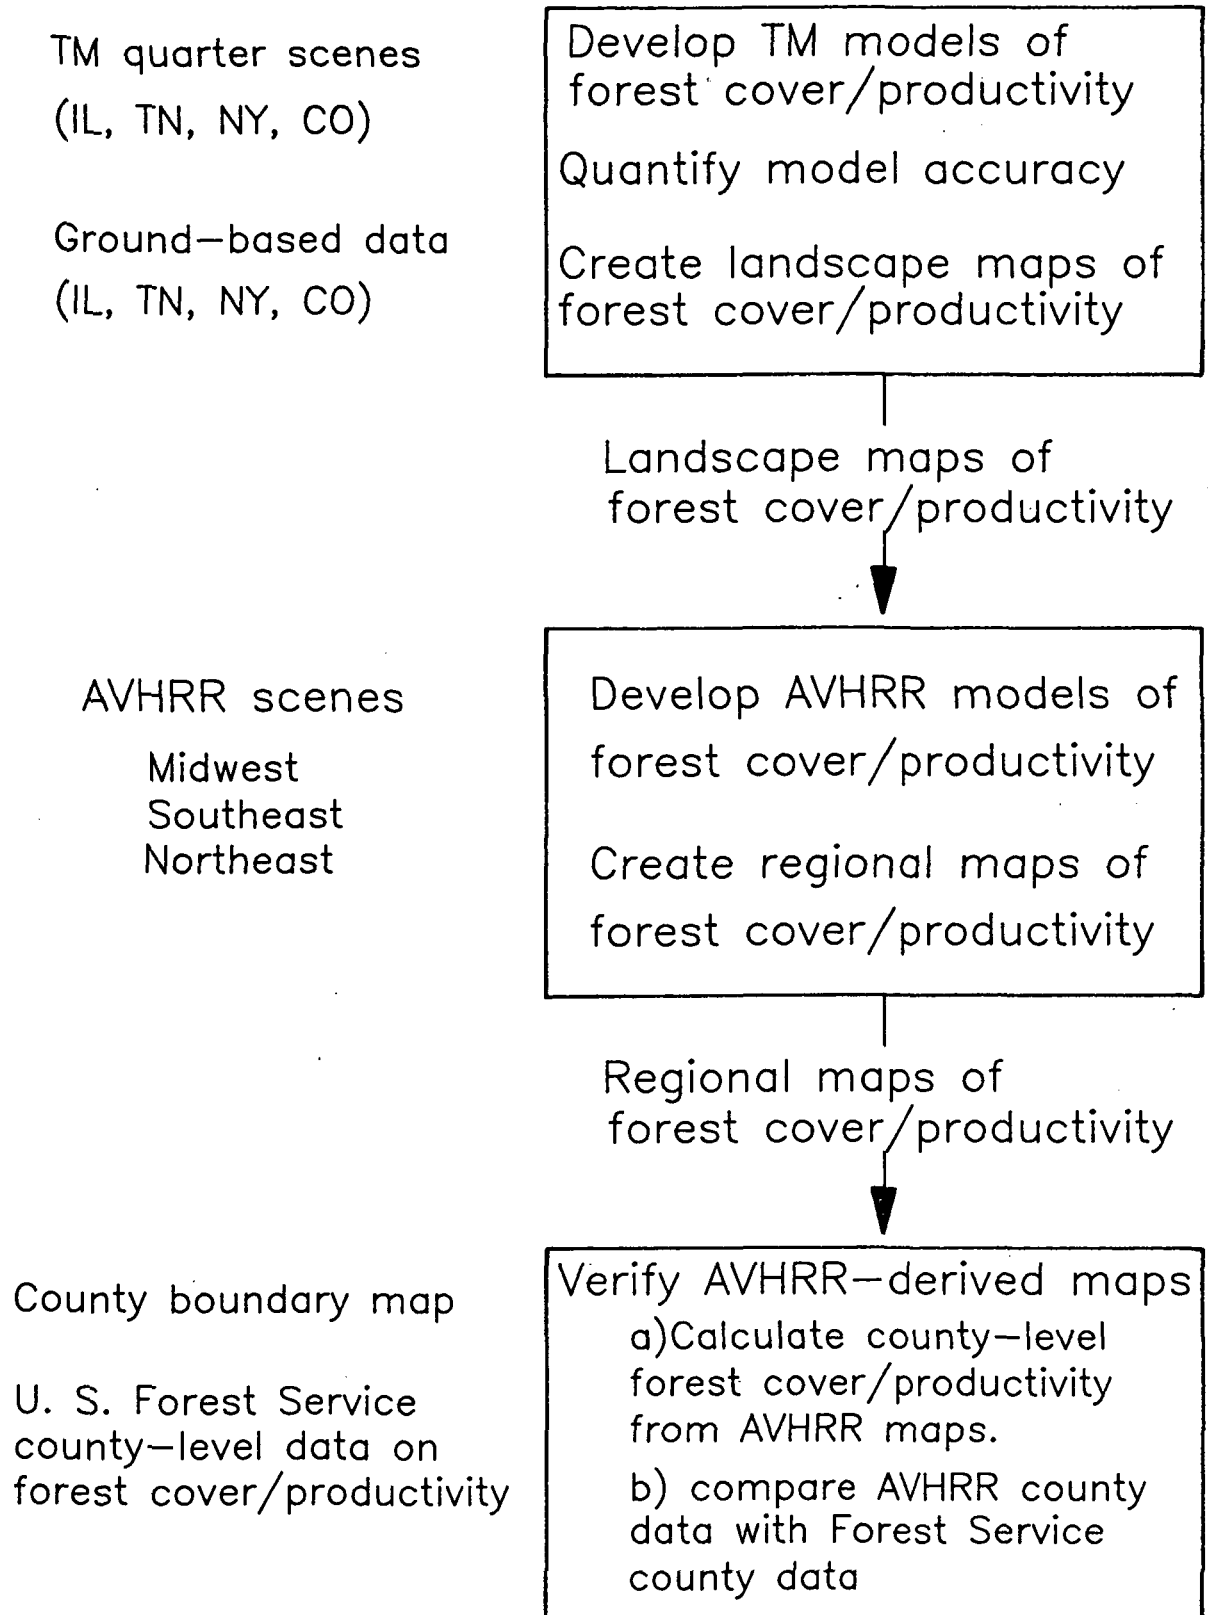 TM quarter scenes
(IL, TN, NY, CO)
Ground-based data
(IL, TN, NY, CO)
Develop TM models of
forest cover/productivity
Quantify model accuracy
Create landscape maps of
forest cover/productivity
Landscape maps of
forest cover/productivity
AVHRR scenes
Midwest
Southeast
Northeast
Develop AVHRR models of
forest cover/productivity
Create regional maps of
forest cover/productivity
Regional maps of
forest cover/productivity
County boundary map
U. S. Forest Service
county-level data on
forest cover/productivity
Verify AVHRR-derived maps
a)Calculate county-level
forest cover/productivity
from AVHRR maps.
b) compare AVHRR county
data with Forest Service
county data